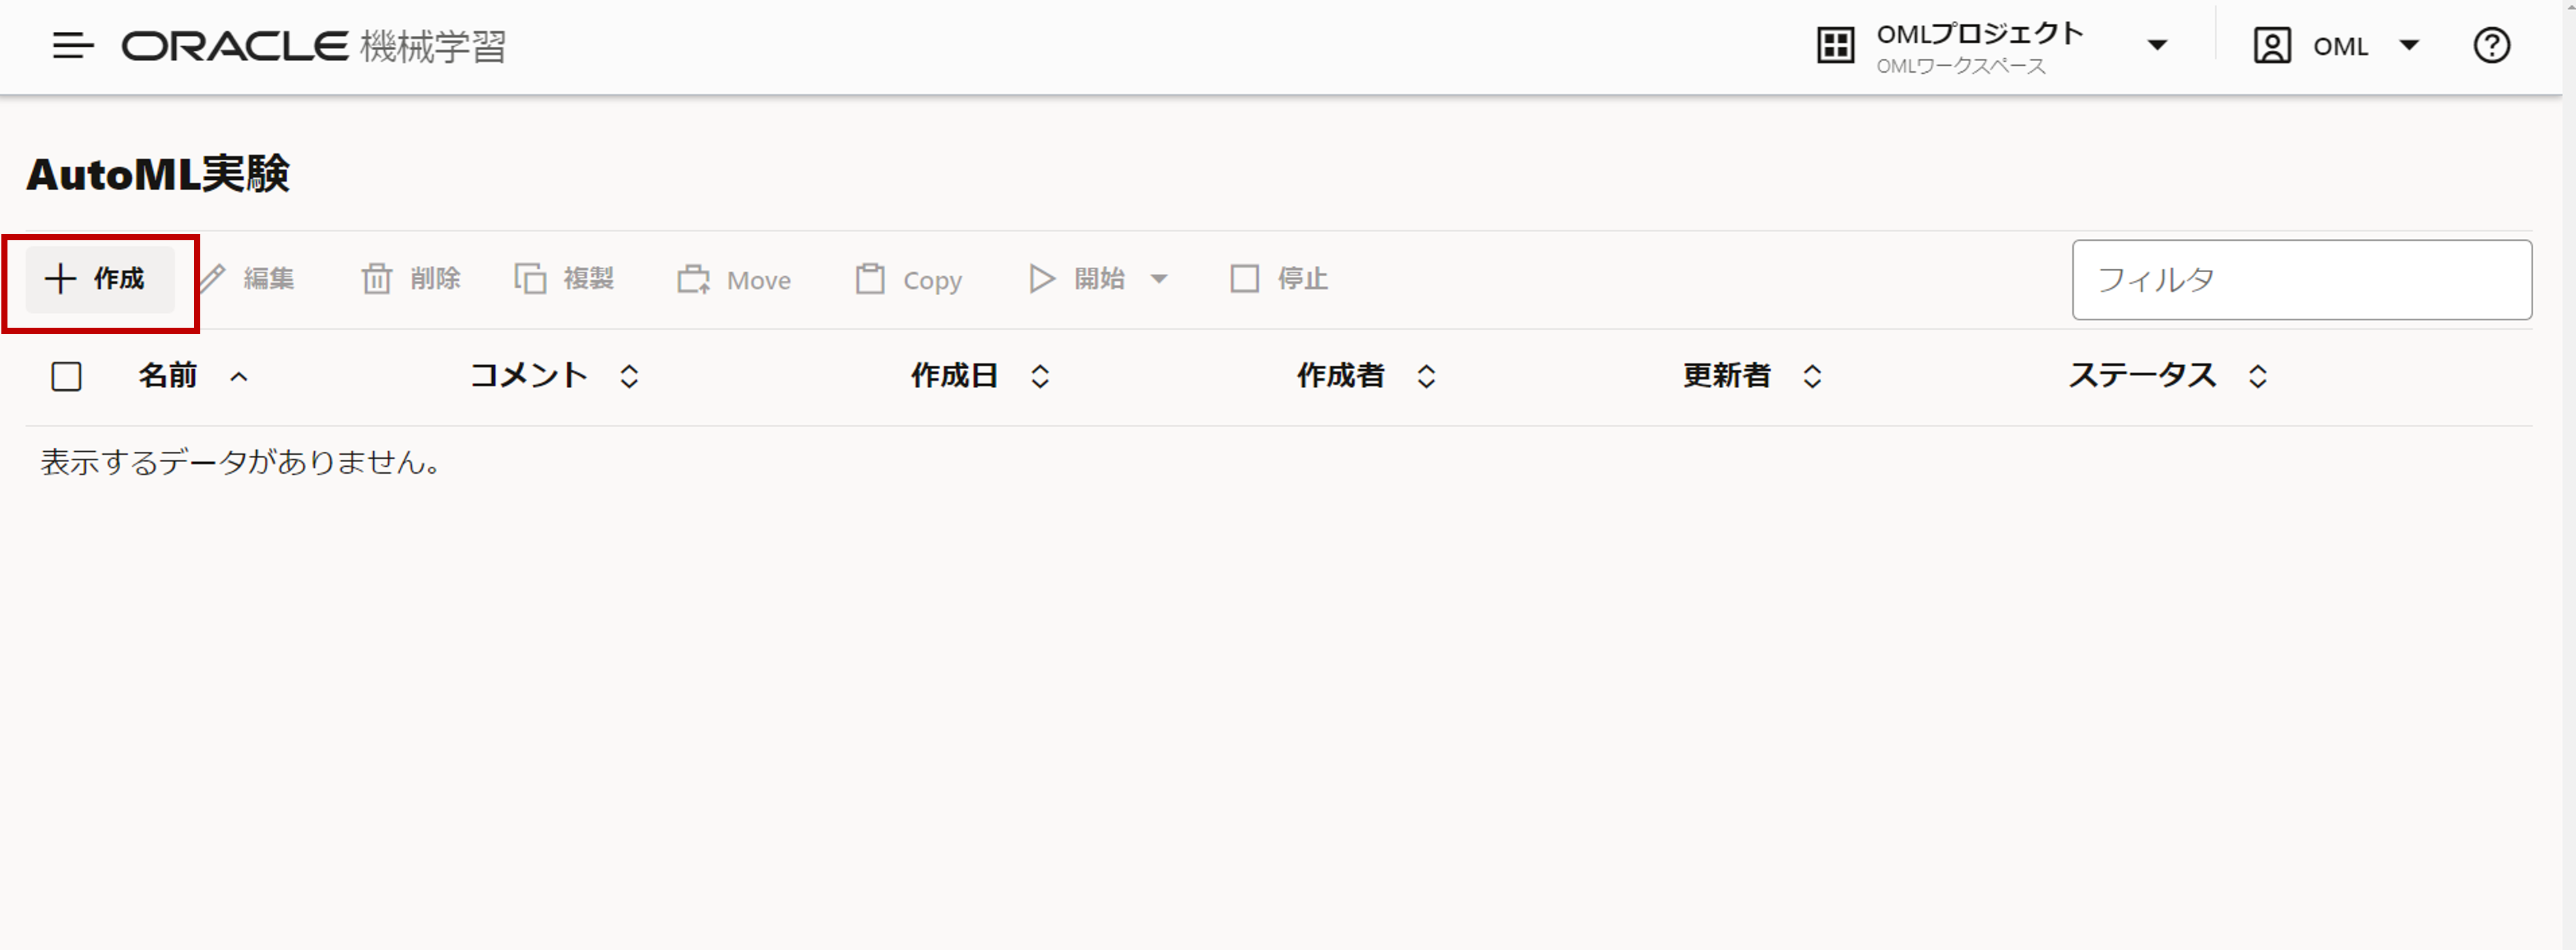 ORACLE 機械学習
OMLプロジェクト
OMLワークスペース
OML
AutoML実験
作成 編集 削除 複製 Move Copy 開始 停止 フィルタ
名前 コメント 作成日 作成者 更新者 ステータス
表示するデータがありません。